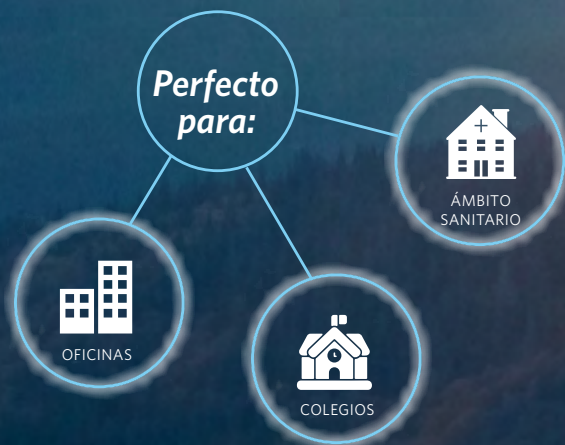 Perfecto
para:
ÁMBITO
SANITARIO
OFICINAS
COLEGIOS